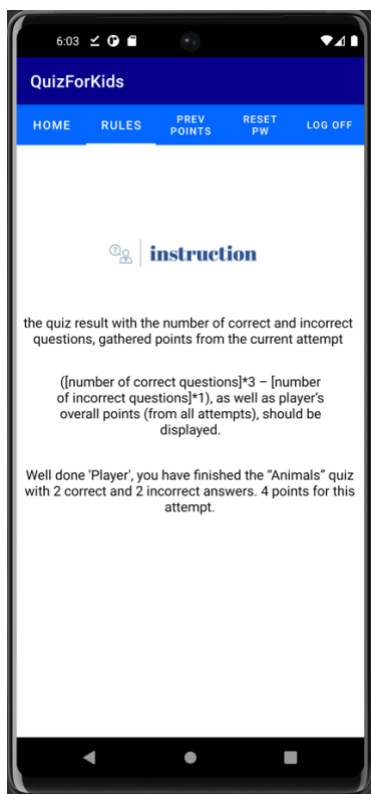 6:03
QuizForKids
HOME
RULES
PREV
POINTS
RESET
PW
LOG OFF
instruction
the quiz result with the number of correct and incorrect
questions, gathered points from the current attempt
([number of correct questions]*3 – [number
of incorrect questions]*1), as well as player's
overall points (from all attempts), should be
displayed.
Well done 'Player', you have finished the “Animals” quiz
with 2 correct and 2 incorrect answers. 4 points for this
attempt.